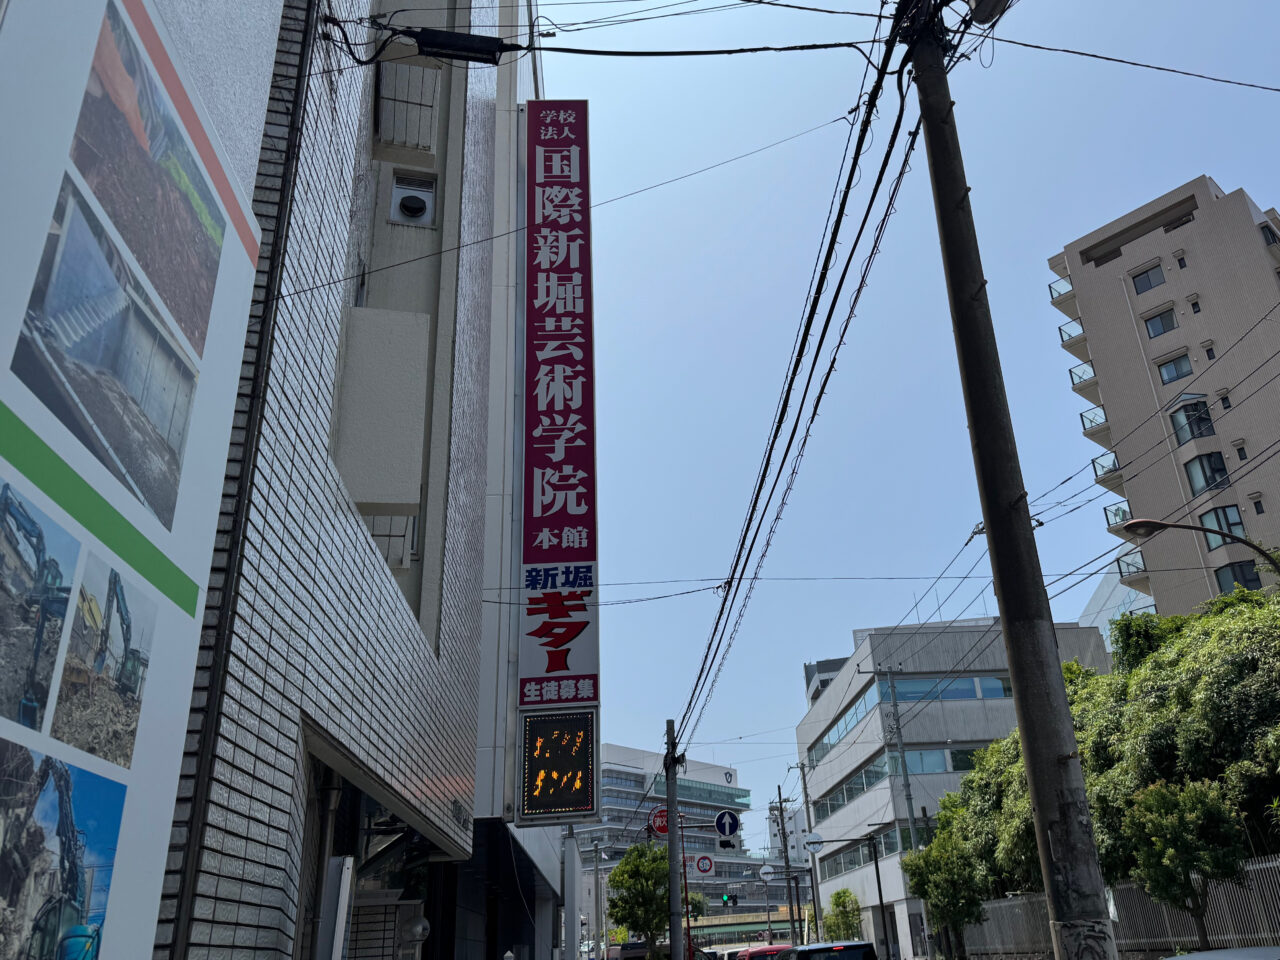 学校
法人
国際新堀芸術学院
本館
新堀
ギター
生徒募集